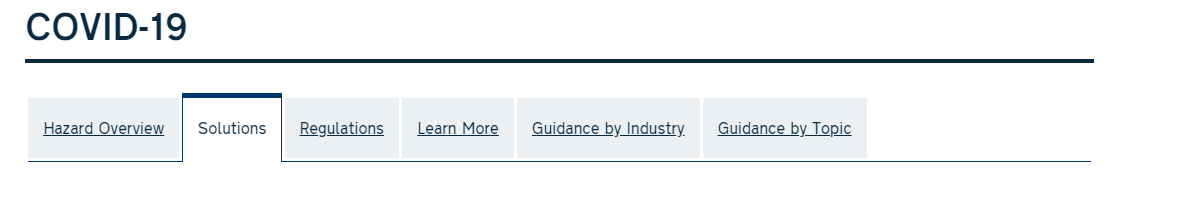 COVID-19
Hazard Overview Solutions Regulations Learn More Guidance by Industry Guidance by Topic